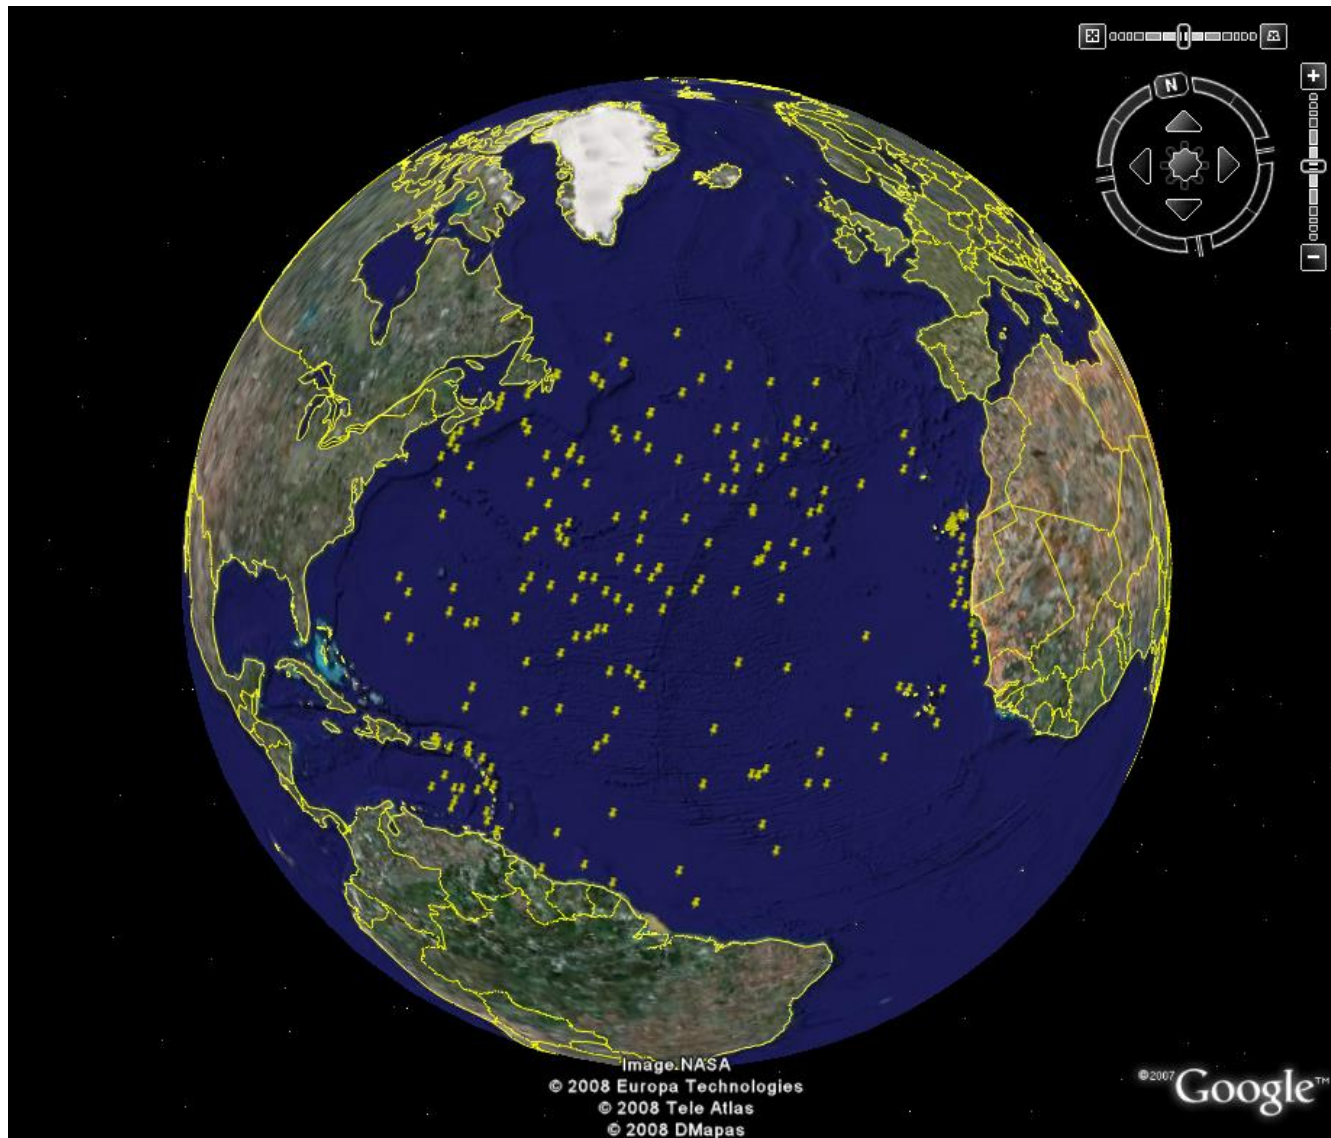 N
+
−
Image NASA
© 2008 Europa Technologies
© 2008 Tele Atlas
© 2008 DMapas
©2007 Google™